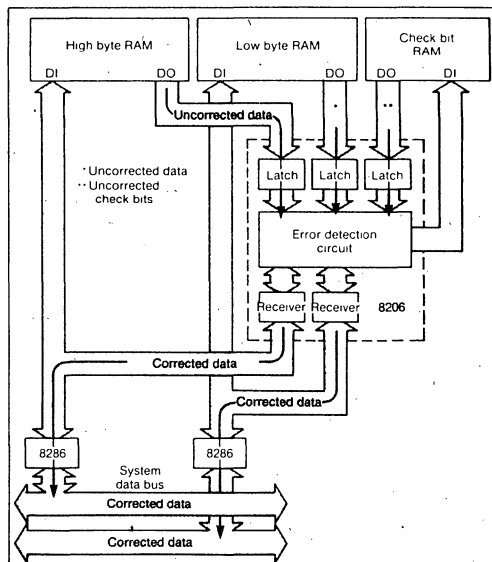 High byte RAM
DI
DO
Low byte RAM
DI
DO
Check bit
RAM
DO
DI
Uncorrected data
· Uncorrected data
·· Uncorrected
check bits
·
··
Latch
Latch
Latch
Error detection
circuit
Receiver
Receiver
8206
Corrected data
Corrected data
8286
8286
System
data bus
Corrected data
Corrected data